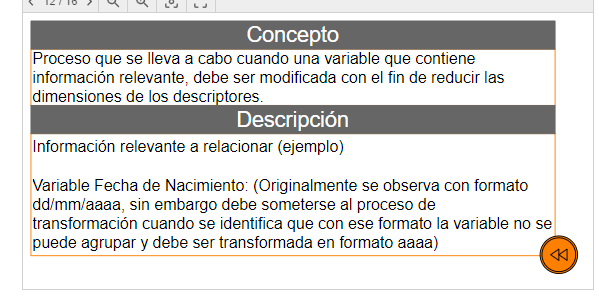 12 / 16
Concepto
Proceso que se lleva a cabo cuando una variable que contiene
información relevante, debe ser modificada con el fin de reducir las
dimensiones de los descriptores.
Descripción
Información relevante a relacionar (ejemplo)
Variable Fecha de Nacimiento: (Originalmente se observa con formato
dd/mm/aaaa, sin embargo debe someterse al proceso de
transformación cuando se identifica que con ese formato la variable no se
puede agrupar y debe ser transformada en formato aaaa)